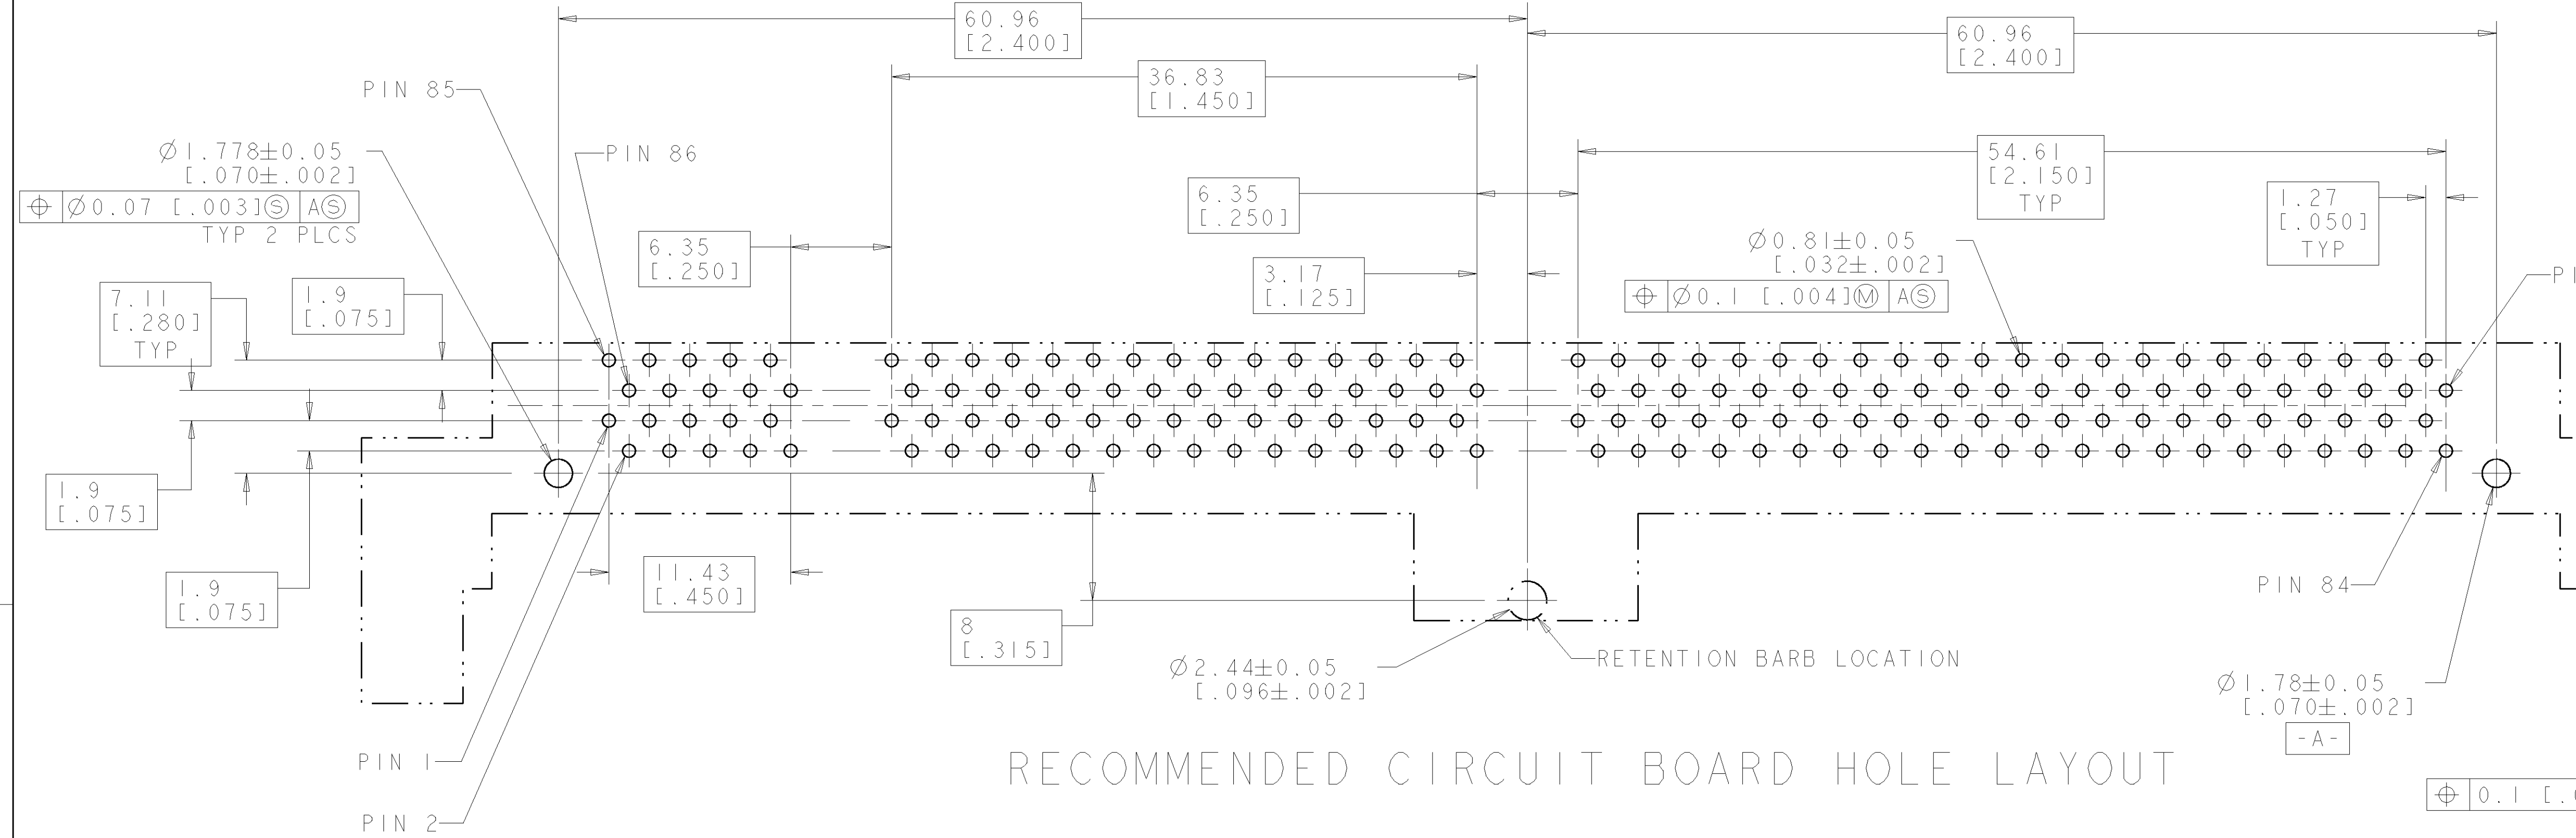 60.96
[2.400]
60.96
[2.400]
36.83
[1.450]
PIN 85
Ø1.778±0.05
[.070±.002]
⌖ Ø0.07 [.003]Ⓢ AⓈ
TYP 2 PLCS
PIN 86
54.61
[2.150]
TYP
6.35
[.250]
1.27
[.050]
TYP
6.35
[.250]
Ø0.81±0.05
[.032±.002]
⌖ Ø0.1 [.004]Ⓜ AⓈ
3.17
[.125]
7.11
[.280]
TYP
1.9
[.075]
1.9
[.075]
1.9
[.075]
11.43
[.450]
8
[.315]
PIN 84
Ø2.44±0.05
[.096±.002]
RETENTION BARB LOCATION
Ø1.78±0.05
[.070±.002]
-A-
PIN 1
PIN 2
RECOMMENDED CIRCUIT BOARD HOLE LAYOUT
⌖ 0.1